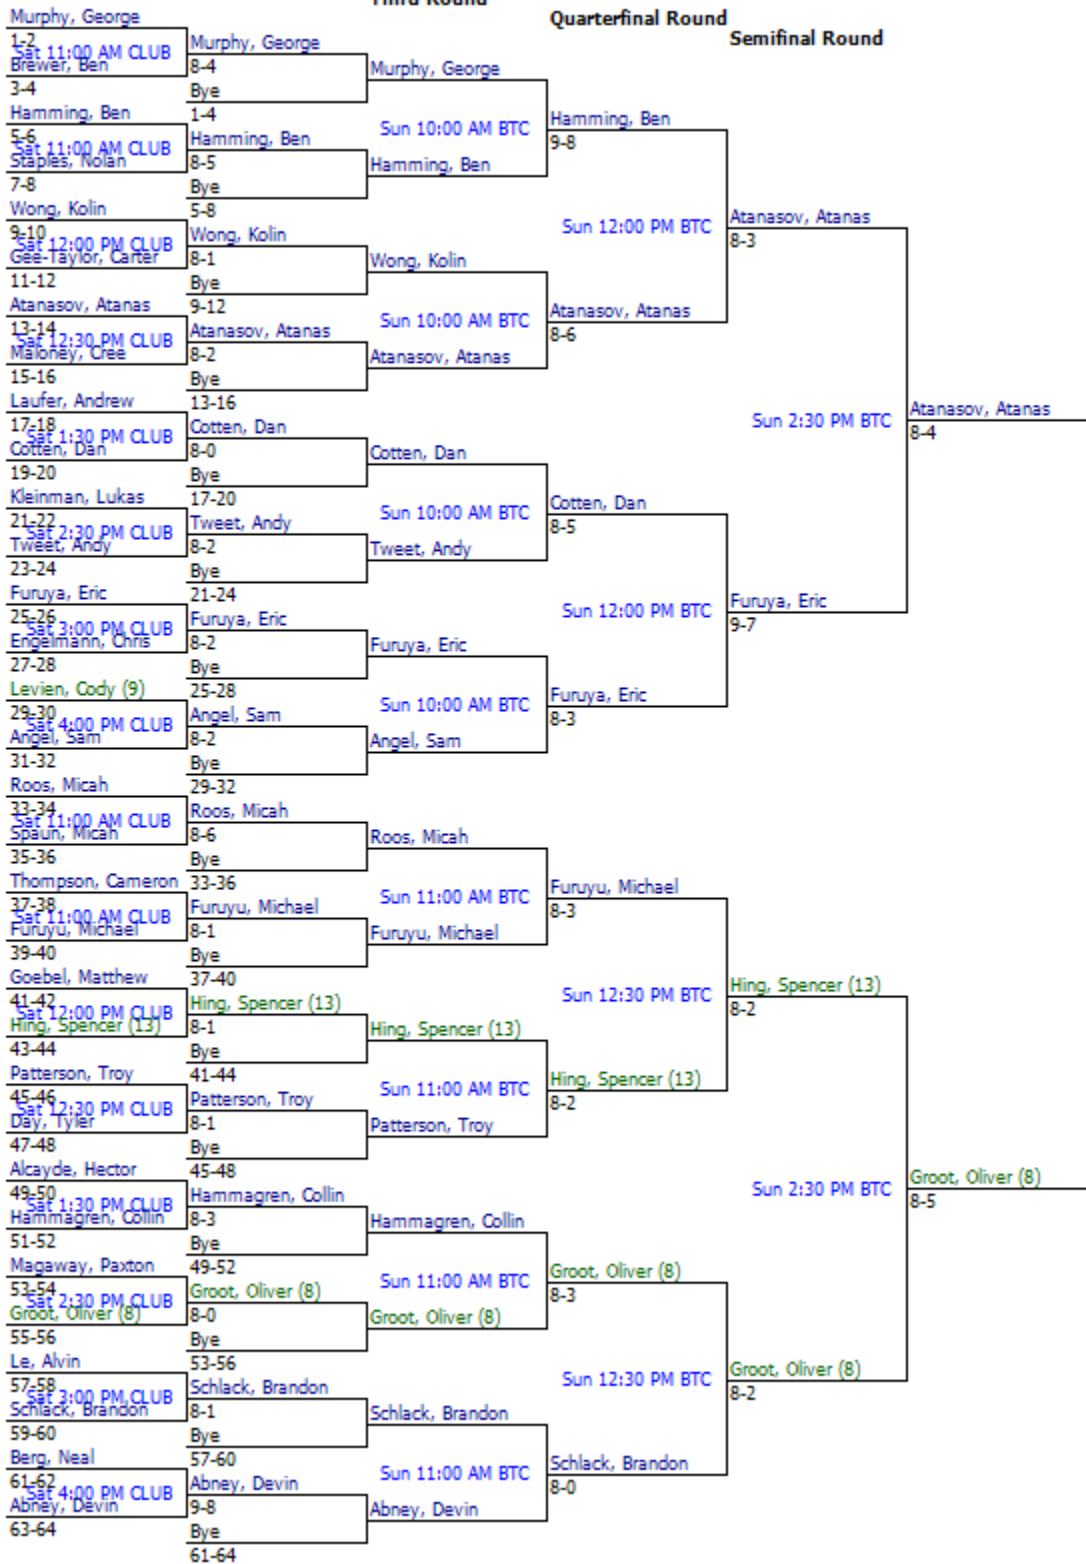 Third Round
Quarterfinal Round
Semifinal Round
Murphy, George
1-2
Sat 11:00 AM CLUB
Brewer, Ben
3-4
Hamming, Ben
5-6
Sat 11:00 AM CLUB
Staples, Nolan
7-8
Wong, Kolin
9-10
Sat 12:00 PM CLUB
Gee-Taylor, Carter
11-12
Atanasov, Atanas
13-14
Sat 12:30 PM CLUB
Maloney, Cree
15-16
Laufer, Andrew
17-18
Sat 1:30 PM CLUB
Cotten, Dan
19-20
Kleinman, Lukas
21-22
Sat 2:30 PM CLUB
Tweet, Andy
23-24
Furuya, Eric
25-26
Sat 3:00 PM CLUB
Engelmann, Chris
27-28
Levien, Cody (9)
29-30
Sat 4:00 PM CLUB
Angel, Sam
31-32
Roos, Micah
33-34
Sat 11:00 AM CLUB
Spaun, Micah
35-36
Thompson, Cameron
37-38
Sat 11:00 AM CLUB
Furuyu, Michael
39-40
Goebel, Matthew
41-42
Sat 12:00 PM CLUB
Hing, Spencer (13)
43-44
Patterson, Troy
45-46
Sat 12:30 PM CLUB
Day, Tyler
47-48
Alcayde, Hector
49-50
Sat 1:30 PM CLUB
Hammagren, Collin
51-52
Magaway, Paxton
53-54
Sat 2:30 PM CLUB
Groot, Oliver (8)
55-56
Le, Alvin
57-58
Sat 3:00 PM CLUB
Schlack, Brandon
59-60
Berg, Neal
61-62
Sat 4:00 PM CLUB
Abney, Devin
63-64
Murphy, George
8-4
Bye
1-4
Hamming, Ben
8-5
Bye
5-8
Wong, Kolin
8-1
Bye
9-12
Atanasov, Atanas
8-2
Bye
13-16
Cotten, Dan
8-0
Bye
17-20
Tweet, Andy
8-2
Bye
21-24
Furuya, Eric
8-2
Bye
25-28
Angel, Sam
8-2
Bye
29-32
Roos, Micah
8-6
Bye
33-36
Furuyu, Michael
8-1
Bye
37-40
Hing, Spencer (13)
8-1
Bye
41-44
Patterson, Troy
8-1
Bye
45-48
Hammagren, Collin
8-3
Bye
49-52
Groot, Oliver (8)
8-0
Bye
53-56
Schlack, Brandon
8-1
Bye
57-60
Abney, Devin
9-8
Bye
61-64
Murphy, George
Sun 10:00 AM BTC
Hamming, Ben
Wong, Kolin
Sun 10:00 AM BTC
Atanasov, Atanas
Cotten, Dan
Sun 10:00 AM BTC
Tweet, Andy
Furuya, Eric
Sun 10:00 AM BTC
Angel, Sam
Roos, Micah
Sun 11:00 AM BTC
Furuyu, Michael
Hing, Spencer (13)
Sun 11:00 AM BTC
Patterson, Troy
Hammagren, Collin
Sun 11:00 AM BTC
Groot, Oliver (8)
Schlack, Brandon
Sun 11:00 AM BTC
Abney, Devin
Hamming, Ben
9-8
Sun 12:00 PM BTC
Atanasov, Atanas
8-6
Cotten, Dan
8-5
Sun 12:00 PM BTC
Furuya, Eric
8-3
Furuyu, Michael
8-3
Sun 12:30 PM BTC
Hing, Spencer (13)
8-2
Groot, Oliver (8)
8-3
Sun 12:30 PM BTC
Schlack, Brandon
8-0
Atanasov, Atanas
8-3
Sun 2:30 PM BTC
Furuya, Eric
9-7
Hing, Spencer (13)
8-2
Sun 2:30 PM BTC
Groot, Oliver (8)
8-2
Atanasov, Atanas
8-4
Groot, Oliver (8)
8-5